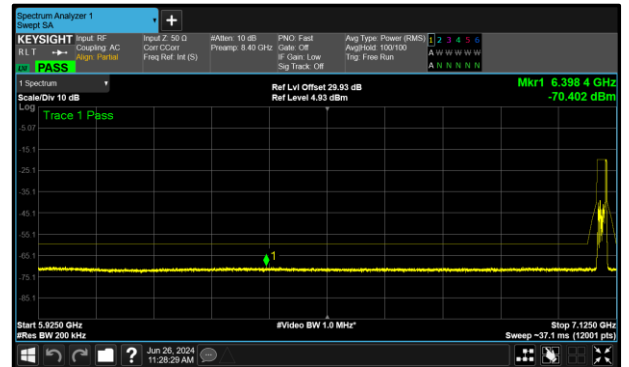 Spectrum Analyzer 1
Swept SA
+
KEYSIGHT Input: RF Input Z: 50 Ω #Atten: 10 dB PNO: Fast Avg Type: Power (RMS) 1 2 3 4 5 6
RLT Coupling: AC Corr CCorr Preamp: 8.40 GHz Gate: Off Avg|Hold: 100/100 A W W W W W
Align: Partial Freq Ref: Int (S) IF Gain: Low Trig: Free Run
PASS Sig Track: Off A N N N N N
1 Spectrum Ref Lvl Offset 29.93 dB Mkr1 6.398 4 GHz
Scale/Div 10 dB Ref Level 4.93 dBm -70.402 dBm
Log
Trace 1 Pass
-5.07
-15.1
-25.1
-35.1
-45.1
-55.1
1
-65.1
-75.1
-85.1
Start 5.9250 GHz #Video BW 1.0 MHz* Stop 7.1250 GHz
#Res BW 200 kHz Sweep ~37.1 ms (12001 pts)
? Jun 26, 2024
11:28:29 AM